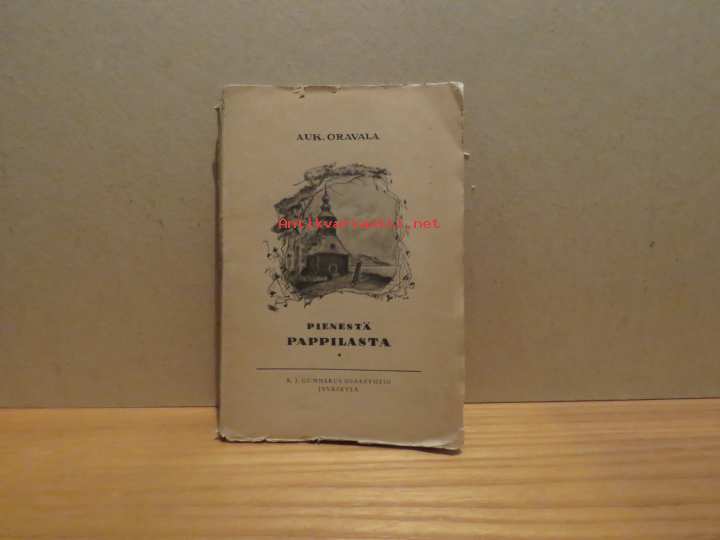 AUK. ORAVALA
Antikvariaatti.net
PIENESTÄ
PAPPILASTA
K. J. GUMMERUS OSAKEYHTIÖ
JYVÄSKYLÄ